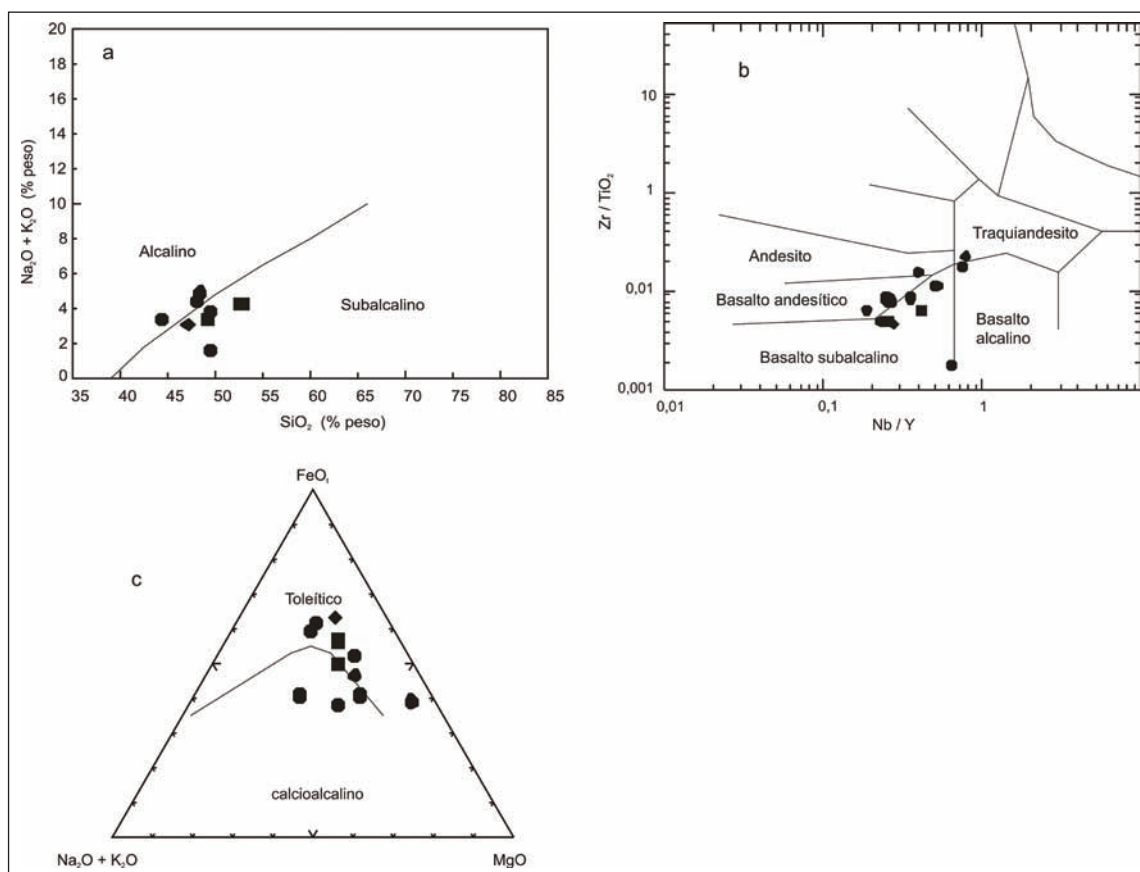 a
20
18
16
14
12
10
8
6
4
2
0
Na₂O + K₂O (% peso)
Alcalino
Subalcalino
35 40 45 50 55 60 65 70 75 80 85
SiO₂ (% peso)
b
10
1
0,1
0,01
0,001
Zr / TiO₂
Andesito
Traquiandesito
Basalto andesítico
Basalto alcalino
Basalto subalcalino
0,01 0,1 1
Nb / Y
c
FeOₜ
Toleítico
calcioalcalino
Na₂O + K₂O
MgO